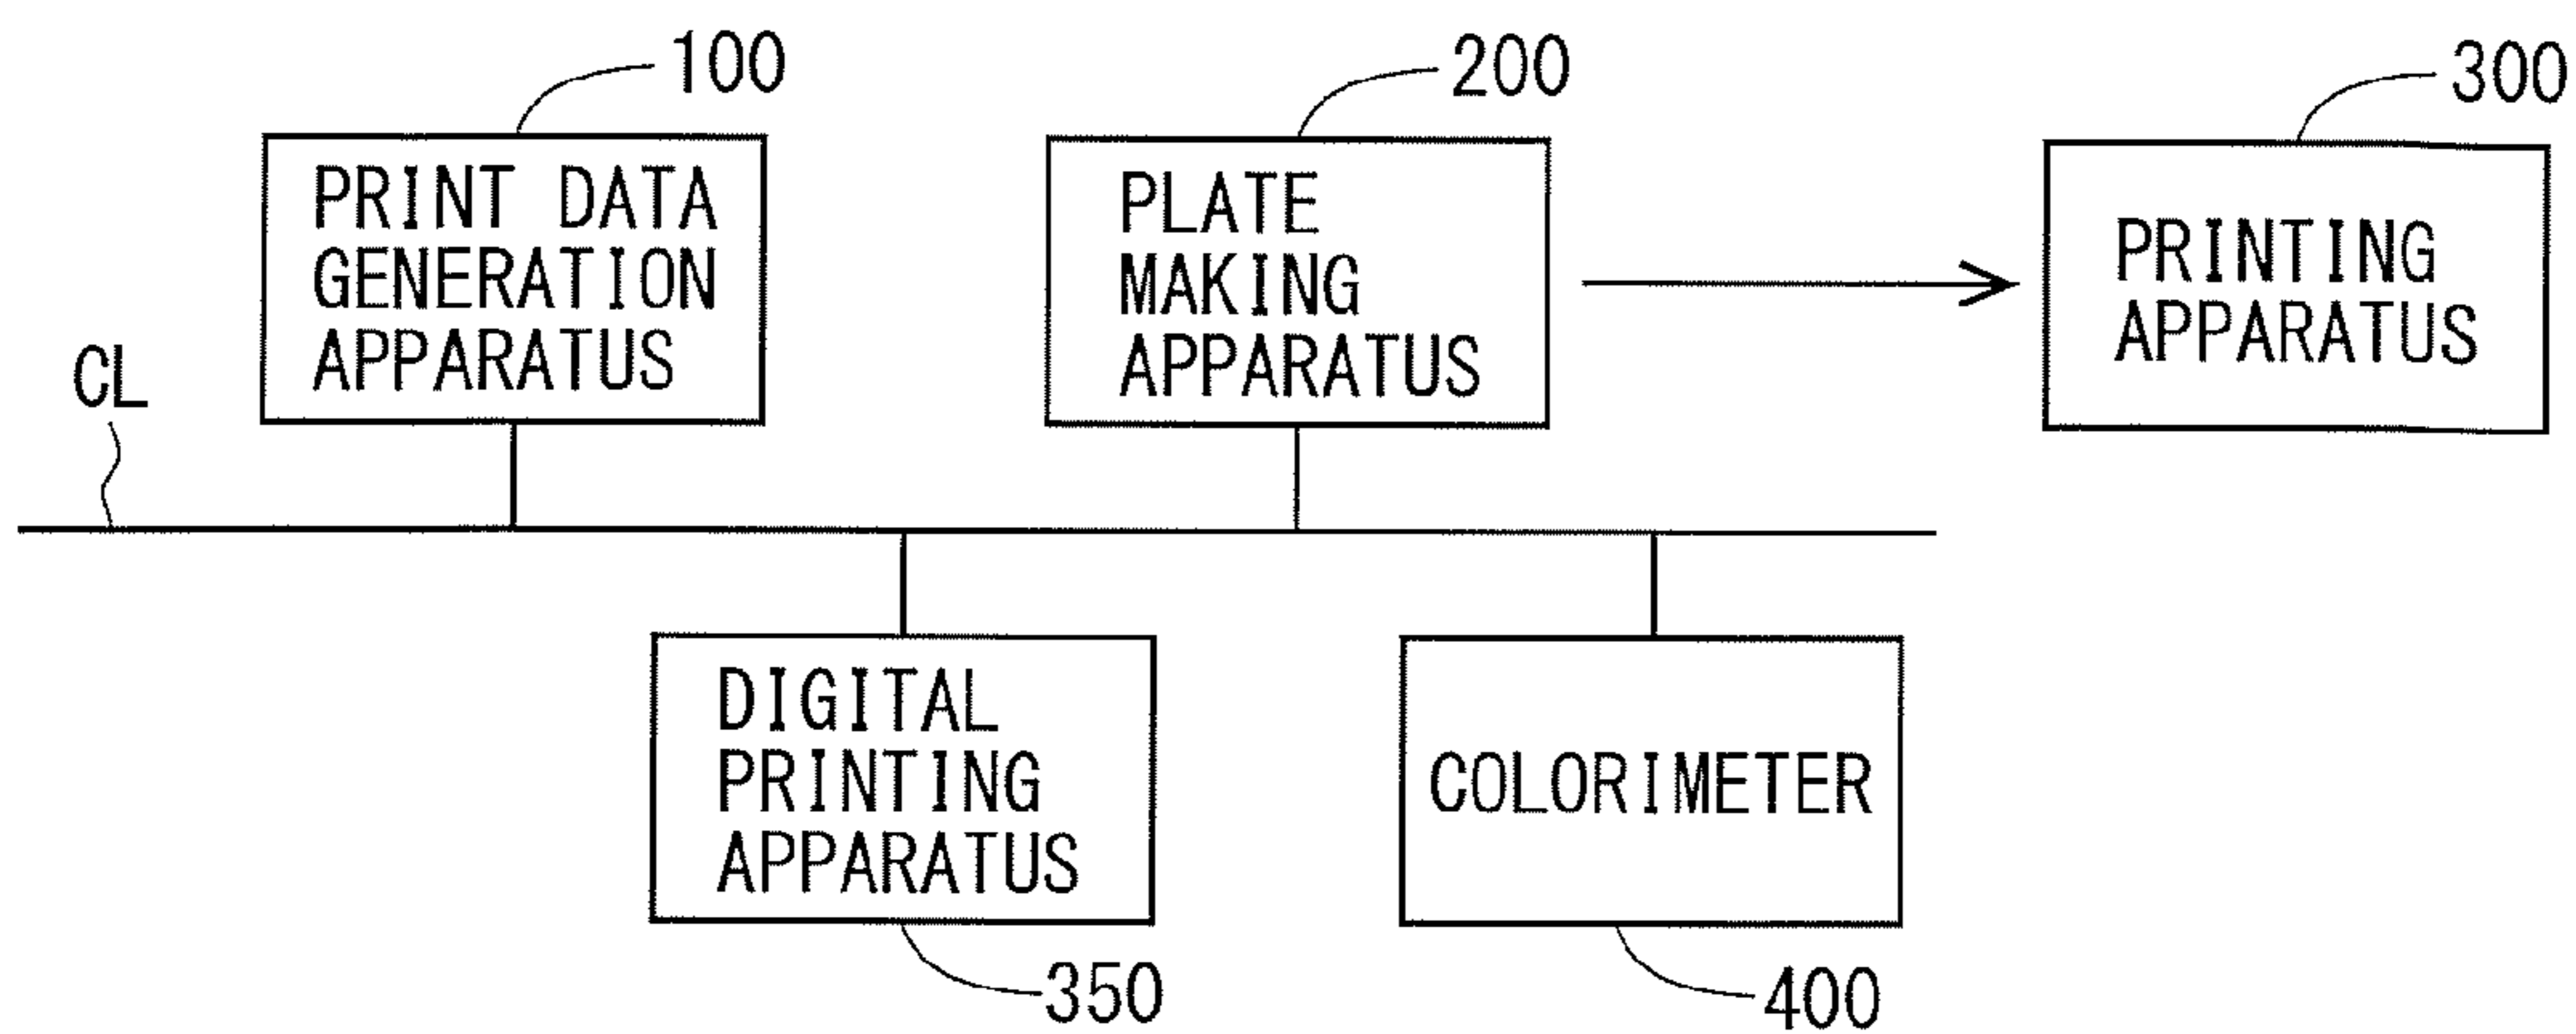 100
200
300
PRINT DATA
GENERATION
APPARATUS
PLATE
MAKING
APPARATUS
PRINTING
APPARATUS
CL
DIGITAL
PRINTING
APPARATUS
COLORIMETER
350
400